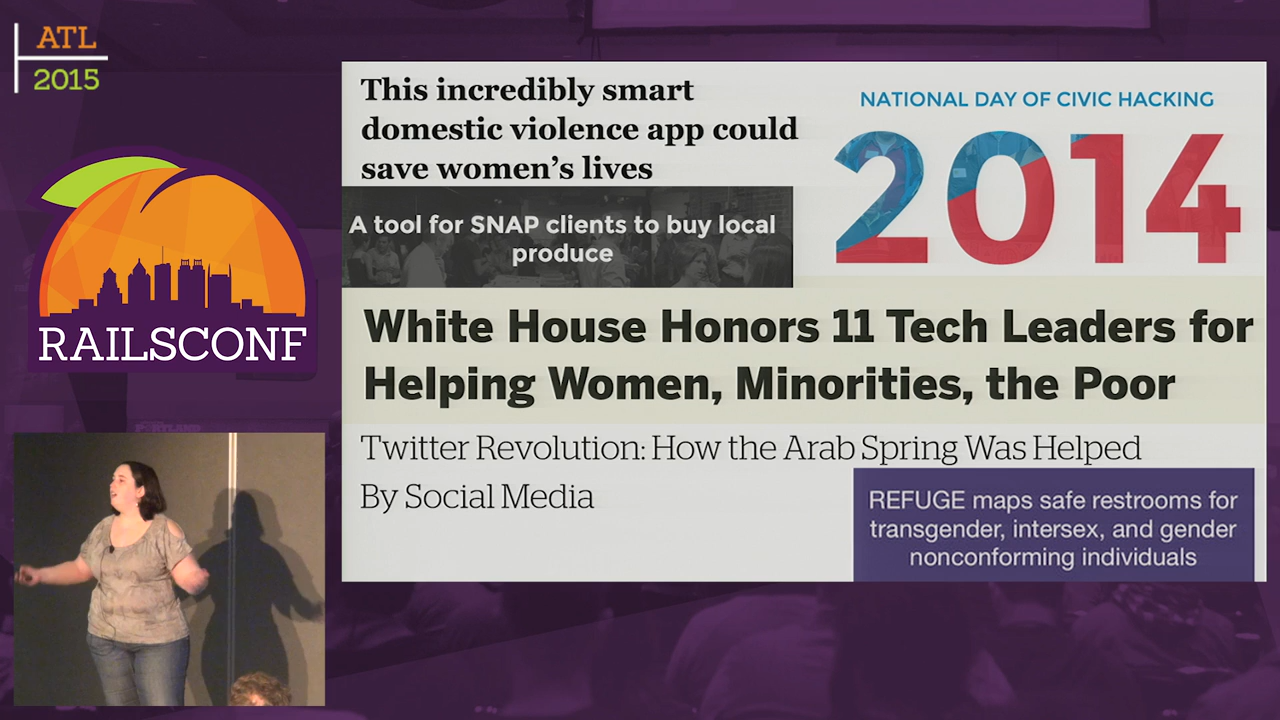 ATL
2015
RAILSCONF
This incredibly smart
domestic violence app could
save women's lives
NATIONAL DAY OF CIVIC HACKING
2014
A tool for SNAP clients to buy local
produce
White House Honors 11 Tech Leaders for
Helping Women, Minorities, the Poor
Twitter Revolution: How the Arab Spring Was Helped
By Social Media
REFUGE maps safe restrooms for
transgender, intersex, and gender
nonconforming individuals
PORTLAND